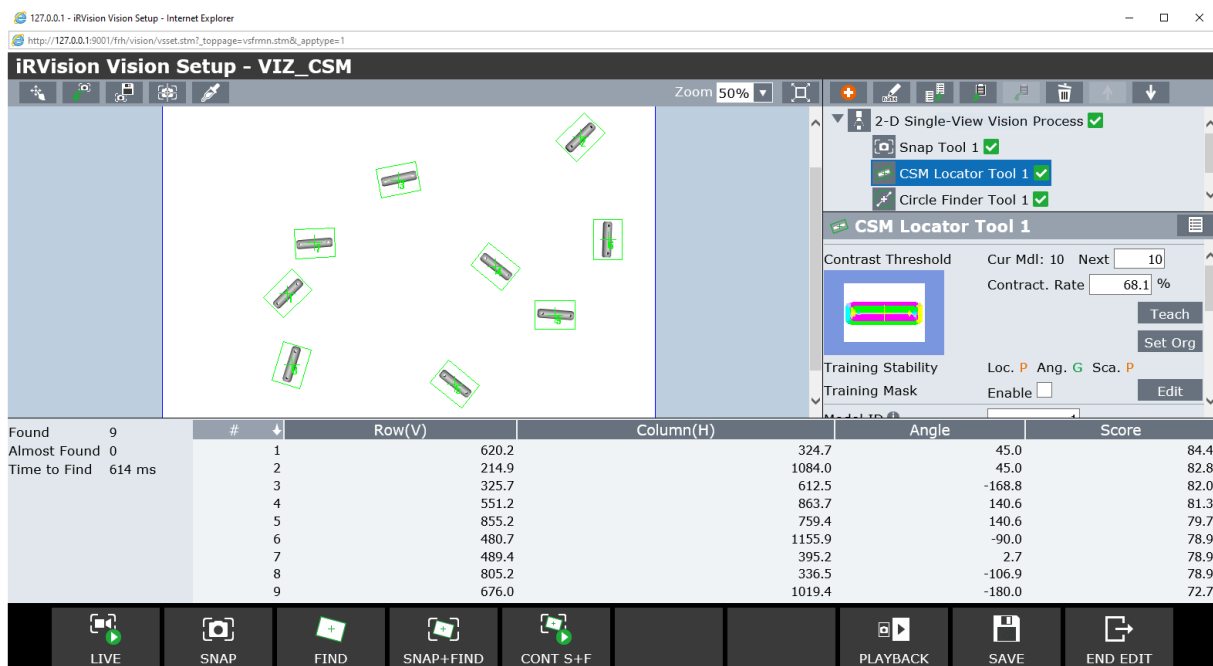 127.0.0.1 - iRVision Vision Setup - Internet Explorer
http://127.0.0.1:9001/frh/vision/vsset.stm?_toppage=vsfrmn.stm&_apptype=1
iRVision Vision Setup - VIZ_CSM
Zoom 50%
2-D Single-View Vision Process
Snap Tool 1
CSM Locator Tool 1
Circle Finder Tool 1
CSM Locator Tool 1
Contrast Threshold Cur Mdl: 10 Next 10
Contract. Rate 68.1 %
Teach
Set Org
Training Stability Loc. P Ang. G Sca. P
Training Mask Enable Edit
Model ID 1
Found 9
Almost Found 0
Time to Find 614 ms
# Row(V) Column(H) Angle Score
1 620.2 324.7 45.0 84.4
2 214.9 1084.0 45.0 82.8
3 325.7 612.5 -168.8 82.0
4 551.2 863.7 140.6 81.3
5 855.2 759.4 140.6 79.7
6 480.7 1155.9 -90.0 78.9
7 489.4 395.2 2.7 78.9
8 805.2 336.5 -106.9 78.9
9 676.0 1019.4 -180.0 72.7
LIVE SNAP FIND SNAP+FIND CONT S+F PLAYBACK SAVE END EDIT